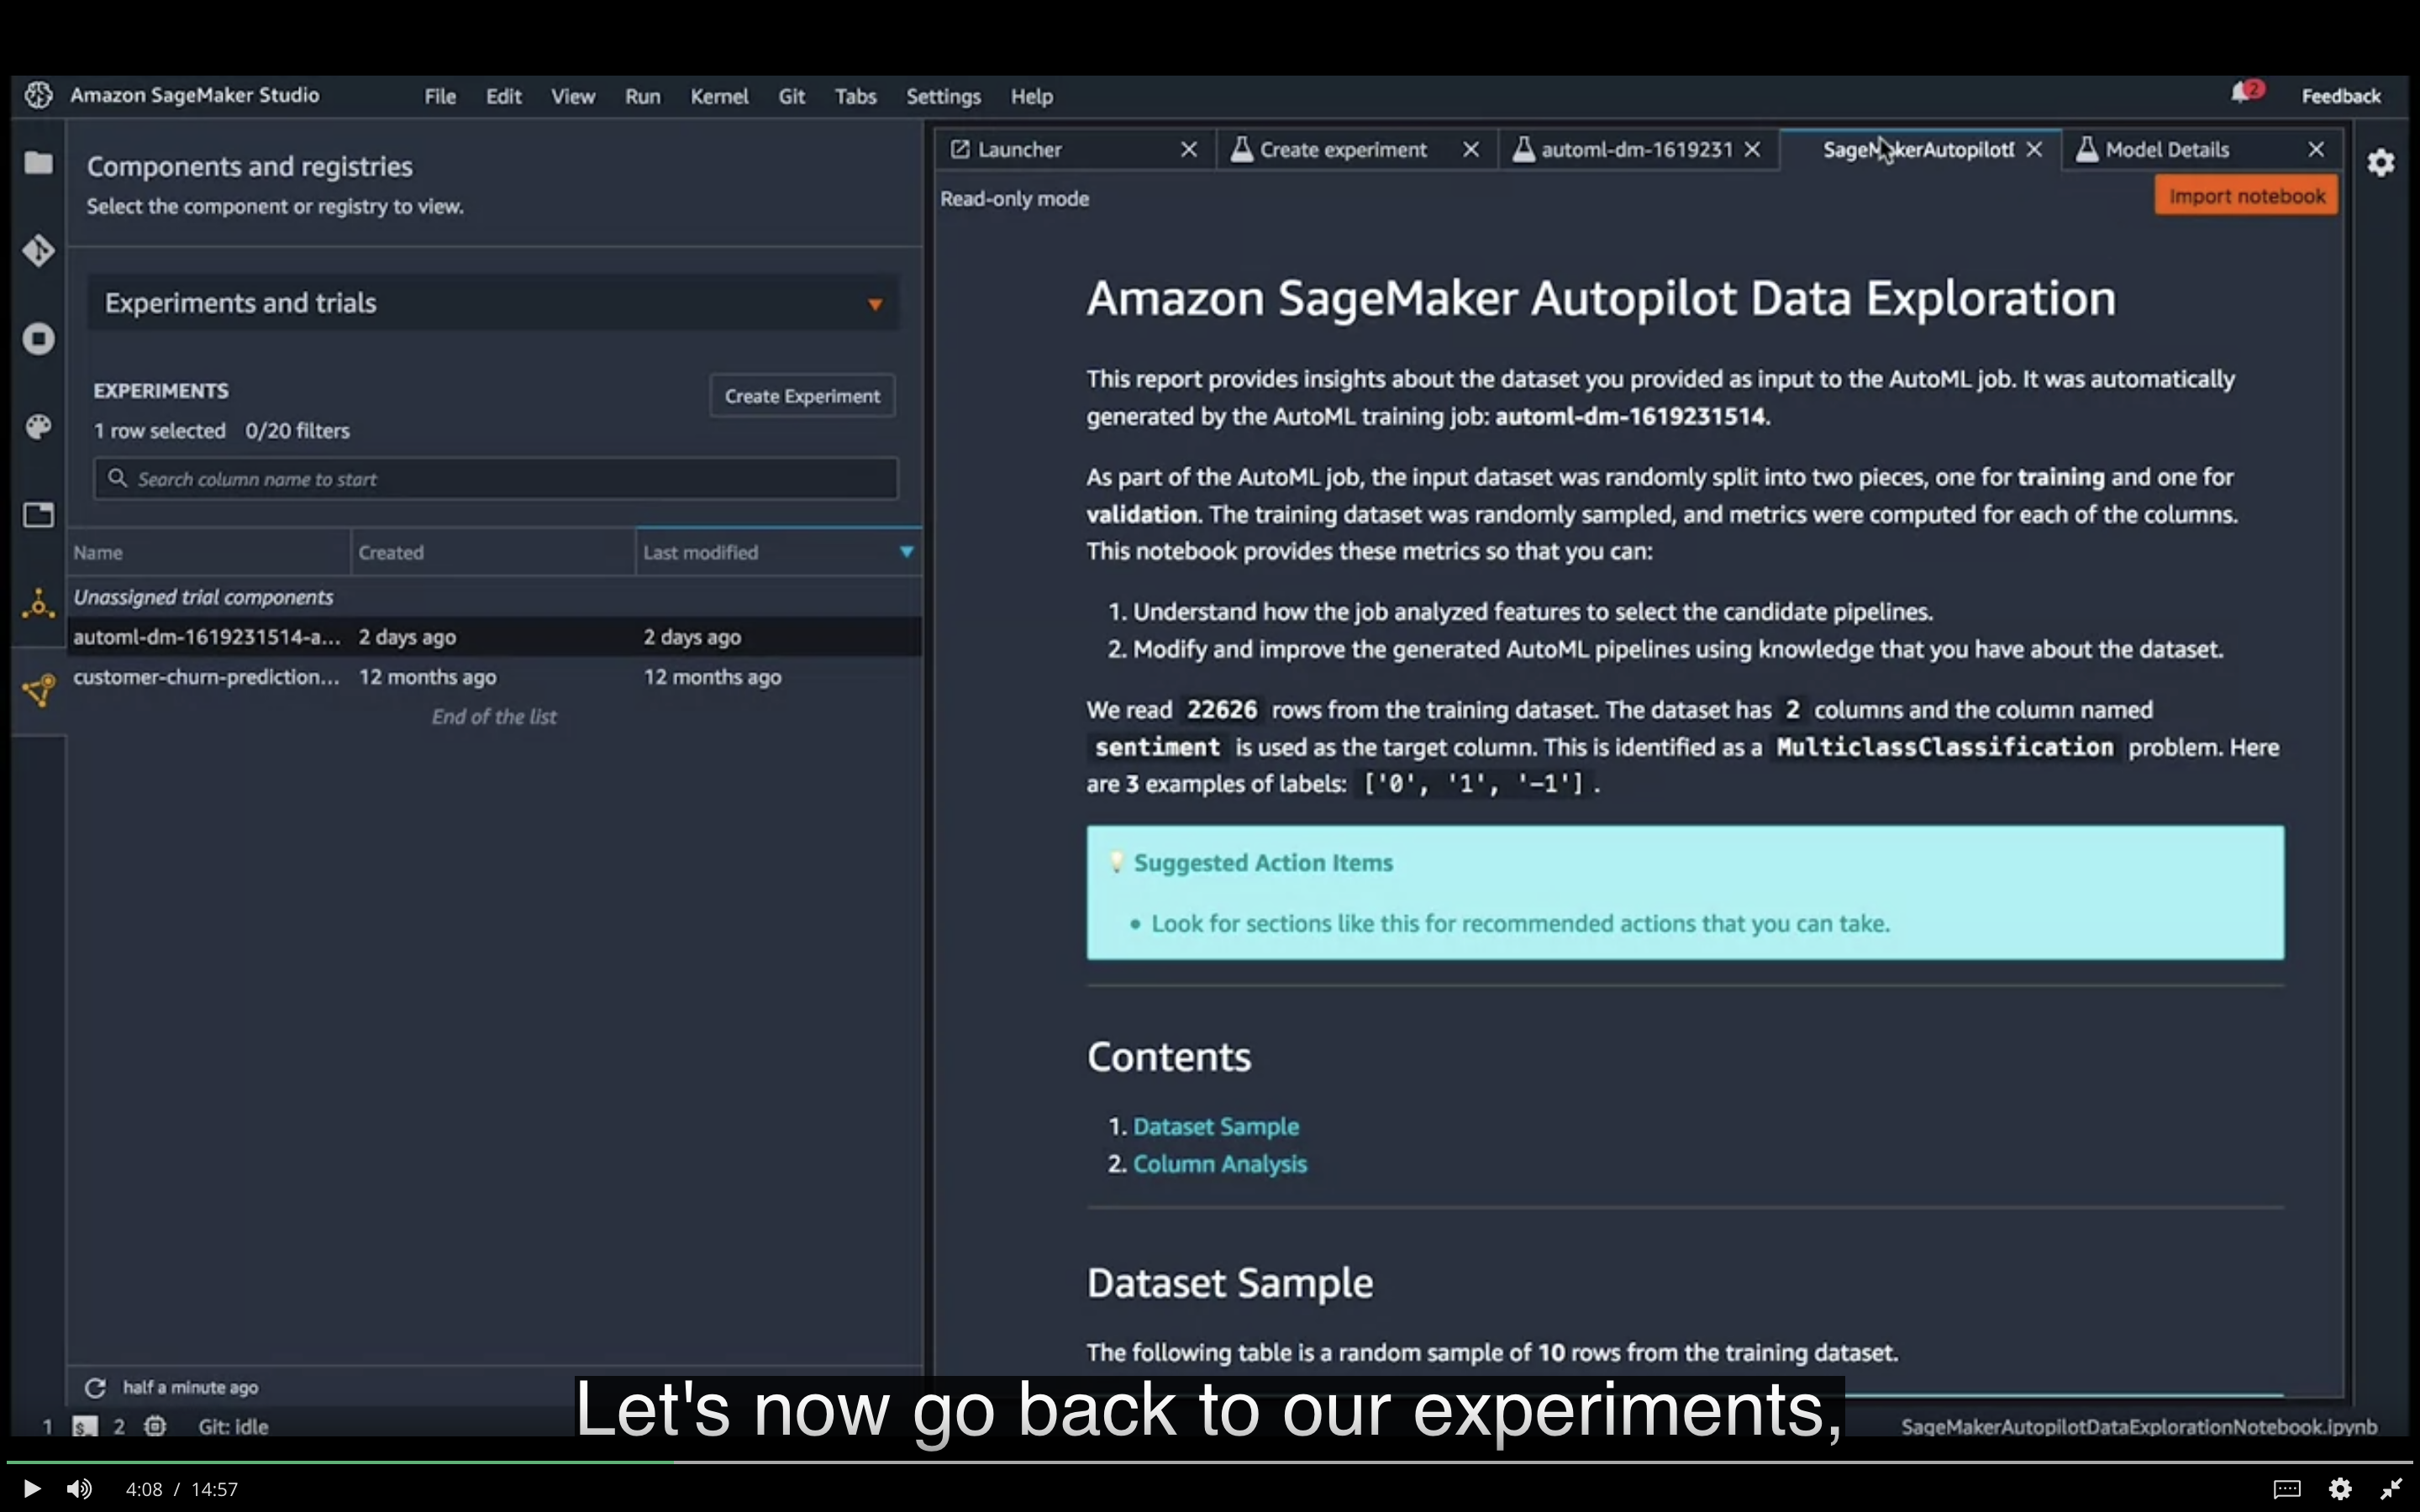 Amazon SageMaker Studio File Edit View Run Kernel Git Tabs Settings Help 2 Feedback
Components and registries
Select the component or registry to view.
Experiments and trials
EXPERIMENTS
Create Experiment
1 row selected 0/20 filters
Search column name to start
Name Created Last modified
Unassigned trial components
automl-dm-1619231514-a... 2 days ago 2 days ago
customer-churn-prediction... 12 months ago 12 months ago
End of the list
half a minute ago
Launcher Create experiment automl-dm-1619231 Model Details
Read-only mode
Import notebook
Amazon SageMaker Autopilot Data Exploration
This report provides insights about the dataset you provided as input to the AutoML job. It was automatically
generated by the AutoML training job: automl-dm-1619231514.
As part of the AutoML job, the input dataset was randomly split into two pieces, one for training and one for
validation. The training dataset was randomly sampled, and metrics were computed for each of the columns.
This notebook provides these metrics so that you can:
1. Understand how the job analyzed features to select the candidate pipelines.
2. Modify and improve the generated AutoML pipelines using knowledge that you have about the dataset.
We read 22626 rows from the training dataset. The dataset has 2 columns and the column named
sentiment is used as the target column. This is identified as a MulticlassClassification problem. Here
are 3 examples of labels: ['0', '1', '-1'].
Suggested Action Items
• Look for sections like this for recommended actions that you can take.
Contents
1. Dataset Sample
2. Column Analysis
Dataset Sample
The following table is a random sample of 10 rows from the training dataset.
Let's now go back to our experiments,
1 2 Git: idle SageMakerAutopilotDataExplorationNotebook.ipynb
4:08 / 14:57